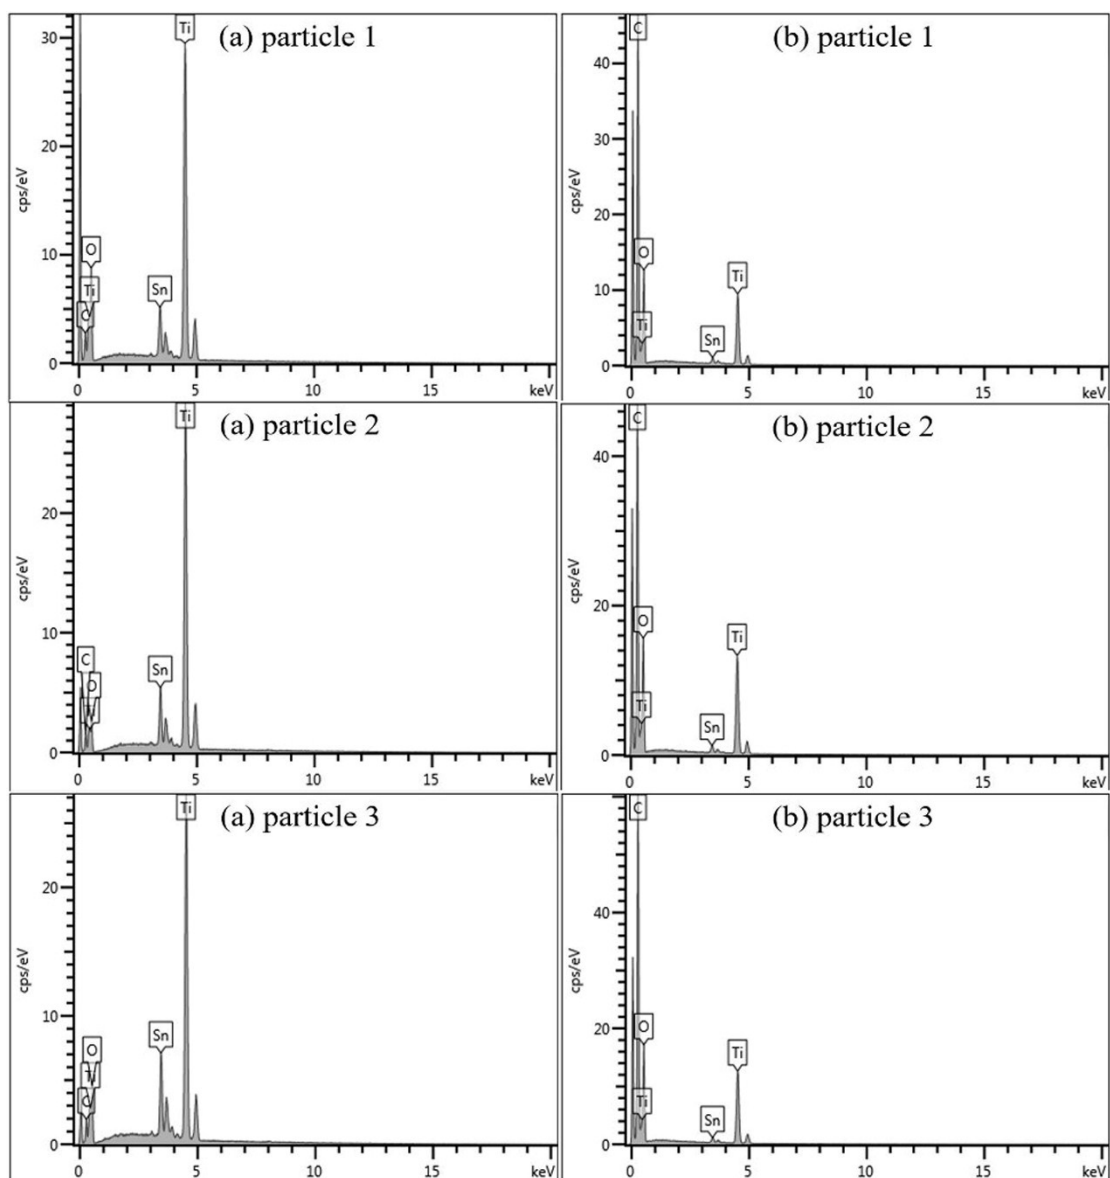 (a) particle 1
cps/eV
30
20
10
0
Ti
O
Ti
C
Sn
0 5 10 15 keV
(b) particle 1
cps/eV
40
30
20
10
0
C
O
Ti
Sn
Ti
0 5 10 15 keV
(a) particle 2
cps/eV
20
10
0
Ti
C
O
Sn
0 5 10 15 keV
(b) particle 2
cps/eV
40
20
0
C
O
Ti
Sn
Ti
0 5 10 15 keV
(a) particle 3
cps/eV
20
10
0
Ti
O
Ti
C
Sn
0 5 10 15 keV
(b) particle 3
cps/eV
40
20
0
C
O
Ti
Sn
Ti
0 5 10 15 keV